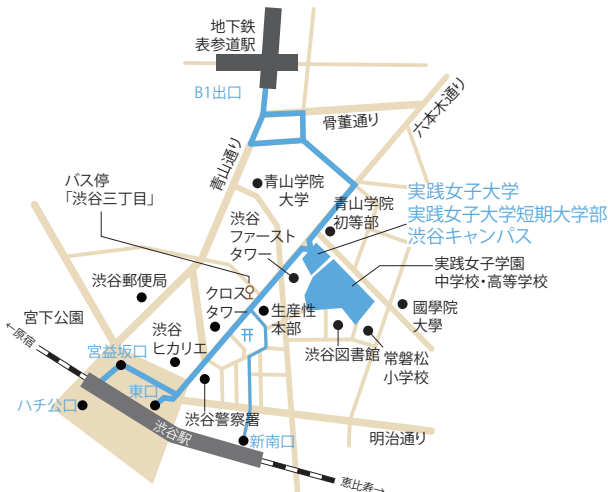 地下鉄
表参道駅
B1出口
骨董通り
六本木通り
青山通り
バス停
「渋谷三丁目」
青山学院
大学
実践女子大学
実践女子大学短期大学部
渋谷キャンパス
青山学院
初等部
渋谷
ファースト
タワー
実践女子学園
中学校・高等学校
渋谷郵便局
クロス
タワー
生産性
本部
國學院
大學
宮下公園
渋谷
ヒカリエ
渋谷図書館
常磐松
小学校
←原宿
宮益坂口
東口
ハチ公口
渋谷警察署
渋谷駅
新南口
明治通り
恵比寿→